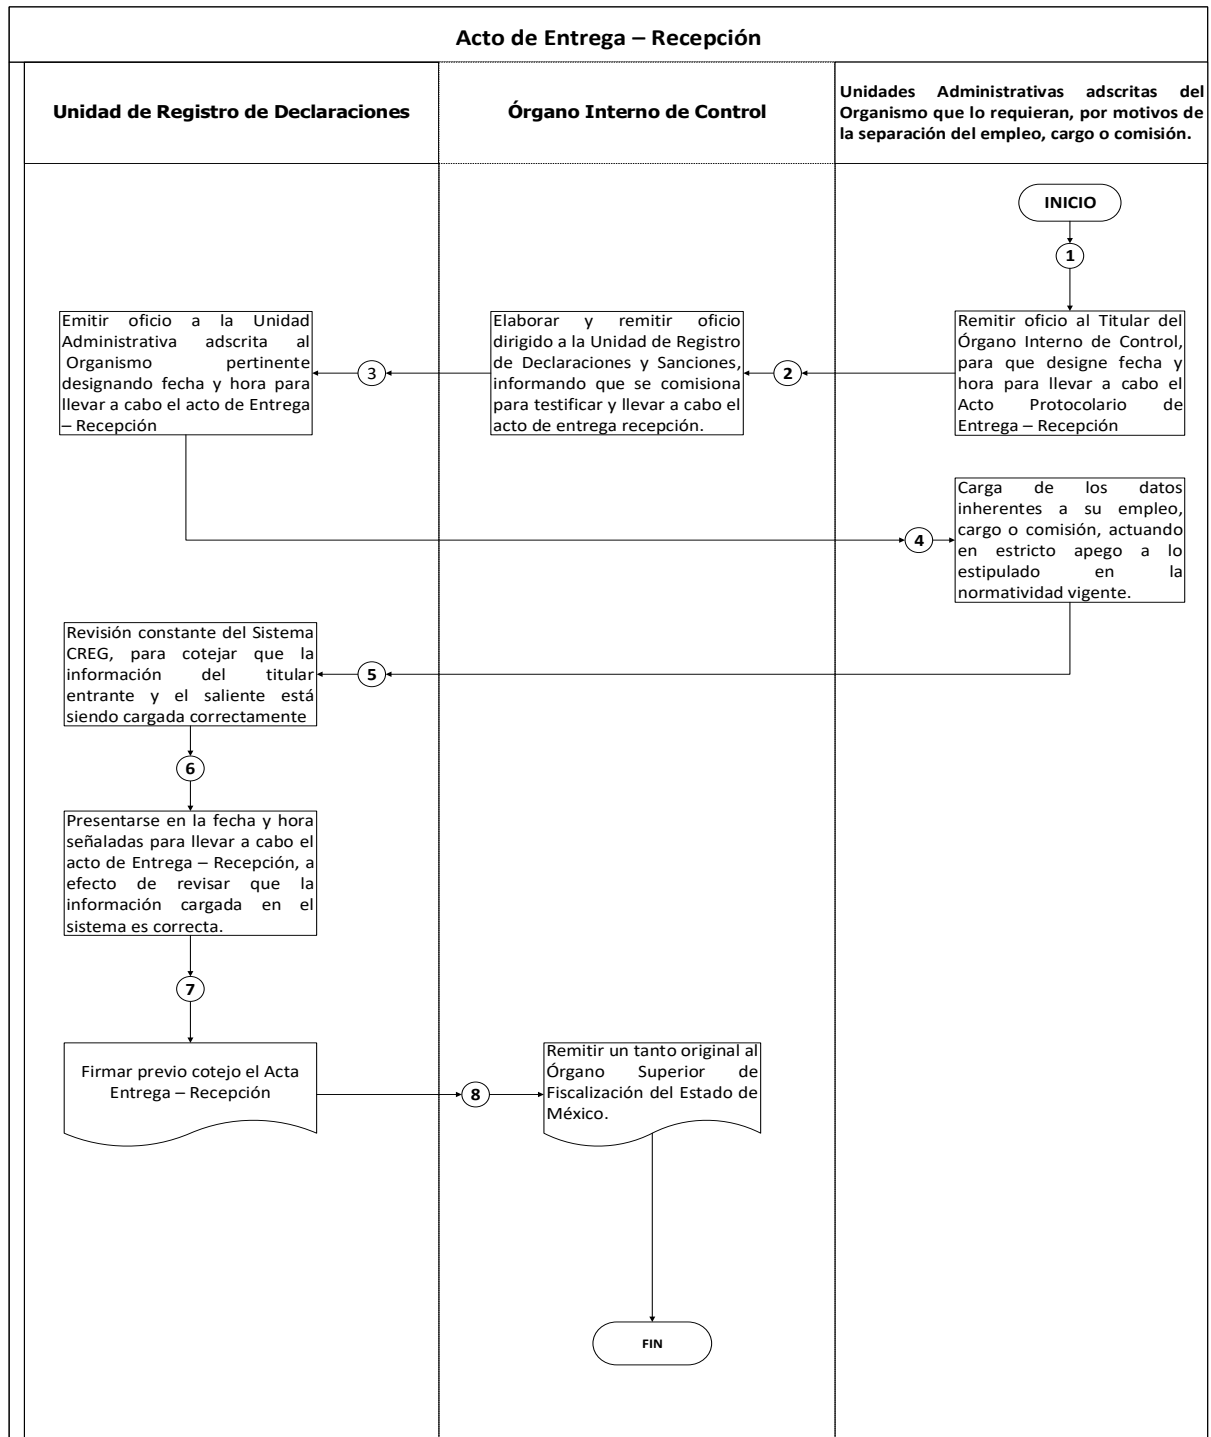 Acto de Entrega – Recepción
Unidad de Registro de Declaraciones
Órgano Interno de Control
Unidades Administrativas adscritas del
Organismo que lo requieran, por motivos de
la separación del empleo, cargo o comisión.
INICIO
1
Remitir oficio al Titular del
Órgano Interno de Control,
para que designe fecha y
hora para llevar a cabo el
Acto Protocolario de
Entrega – Recepción
2
Elaborar y remitir oficio
dirigido a la Unidad de Registro
de Declaraciones y Sanciones,
informando que se comisiona
para testificar y llevar a cabo el
acto de entrega recepción.
3
Emitir oficio a la Unidad
Administrativa adscrita al
Organismo pertinente
designando fecha y hora para
llevar a cabo el acto de Entrega
– Recepción
4
Carga de los datos
inherentes a su empleo,
cargo o comisión, actuando
en estricto apego a lo
estipulado en la
normatividad vigente.
5
Revisión constante del Sistema
CREG, para cotejar que la
información del titular
entrante y el saliente está
siendo cargada correctamente
6
Presentarse en la fecha y hora
señaladas para llevar a cabo el
acto de Entrega – Recepción, a
efecto de revisar que la
información cargada en el
sistema es correcta.
7
Firmar previo cotejo el Acta
Entrega – Recepción
8
Remitir un tanto original al
Órgano Superior de
Fiscalización del Estado de
México.
FIN